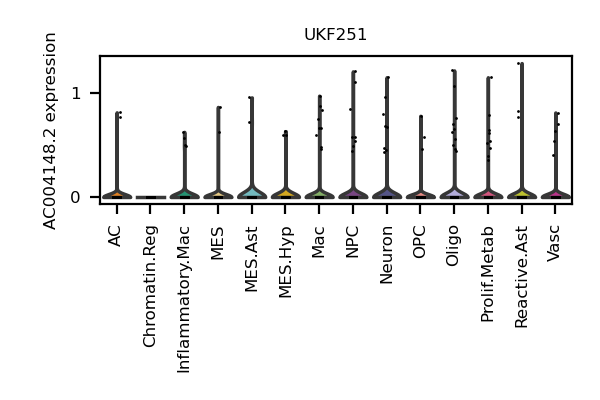 UKF251
AC004148.2 expression
1
0
AC
Chromatin.Reg
Inflammatory.Mac
MES
MES.Ast
MES.Hyp
Mac
NPC
Neuron
OPC
Oligo
Prolif.Metab
Reactive.Ast
Vasc